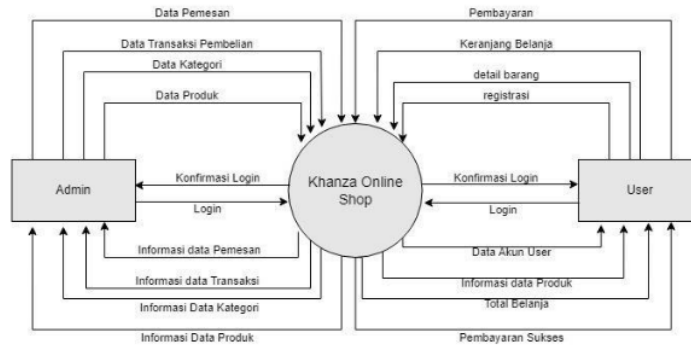 Data Pemesan
Pembayaran
Data Transaksi Pembelian
Keranjang Belanja
Data Kategori
detail barang
Data Produk
registrasi
Admin
Konfirmasi Login
Login
Khanza Online
Shop
Konfirmasi Login
Login
User
Informasi data Pemesan
Data Akun User
Informasi data Transaksi
Informasi data Produk
Informasi Data Kategori
Total Belanja
Informasi Data Produk
Pembayaran Sukses